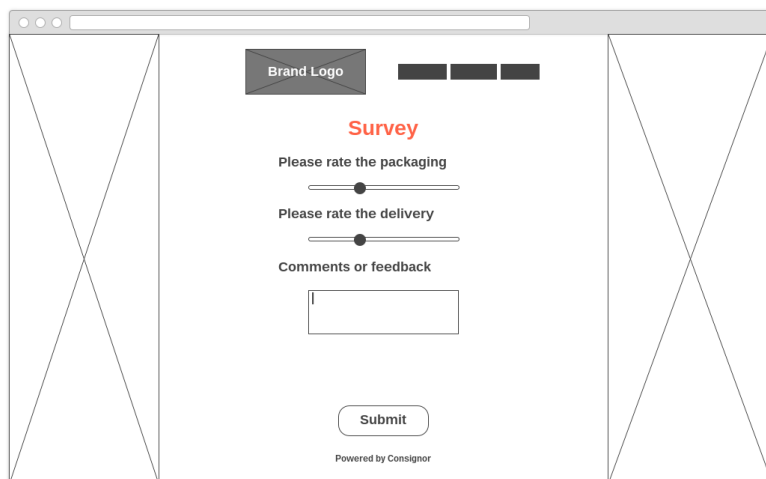 Brand Logo
Survey
Please rate the packaging
Please rate the delivery
Comments or feedback
Submit
Powered by Consignor